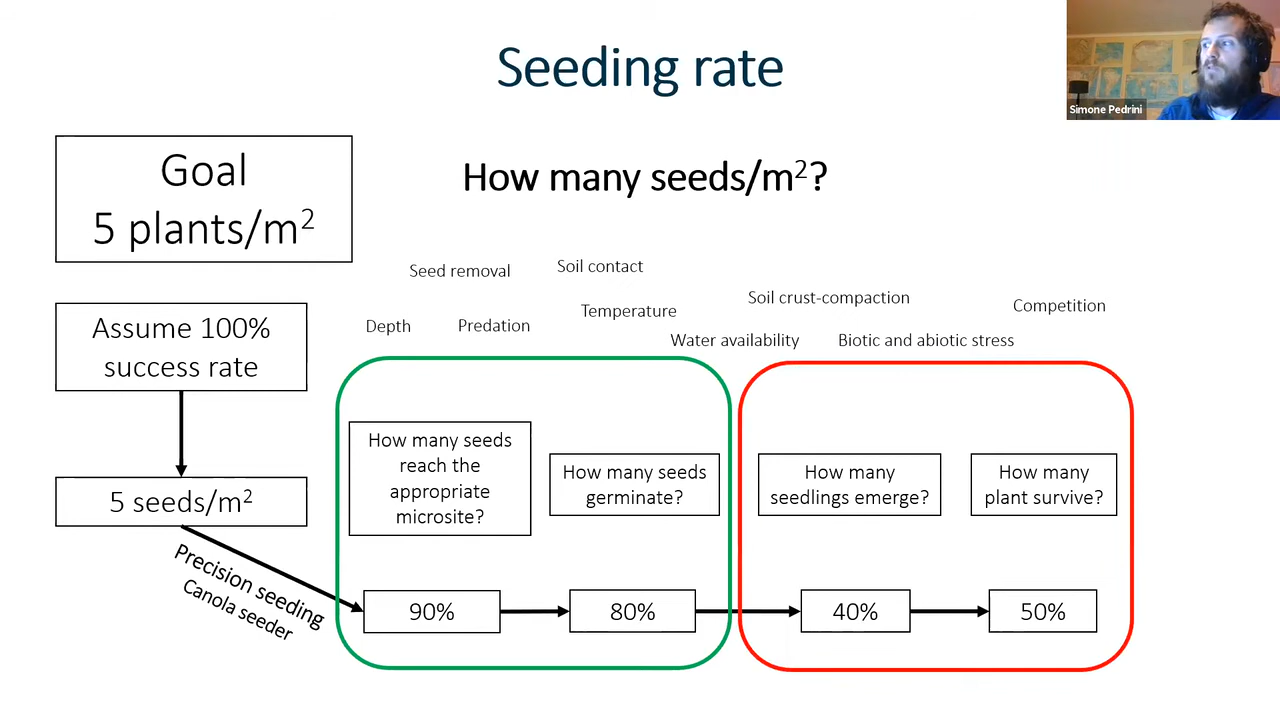 Seeding rate
Simone Pedrini
Goal
5 plants/m²
How many seeds/m²?
Seed removal
Soil contact
Depth
Predation
Temperature
Water availability
Soil crust-compaction
Biotic and abiotic stress
Competition
Assume 100%
success rate
5 seeds/m²
Precision seeding
Canola seeder
How many seeds
reach the
appropriate
microsite?
How many seeds
germinate?
How many
seedlings emerge?
How many
plant survive?
90%
80%
40%
50%